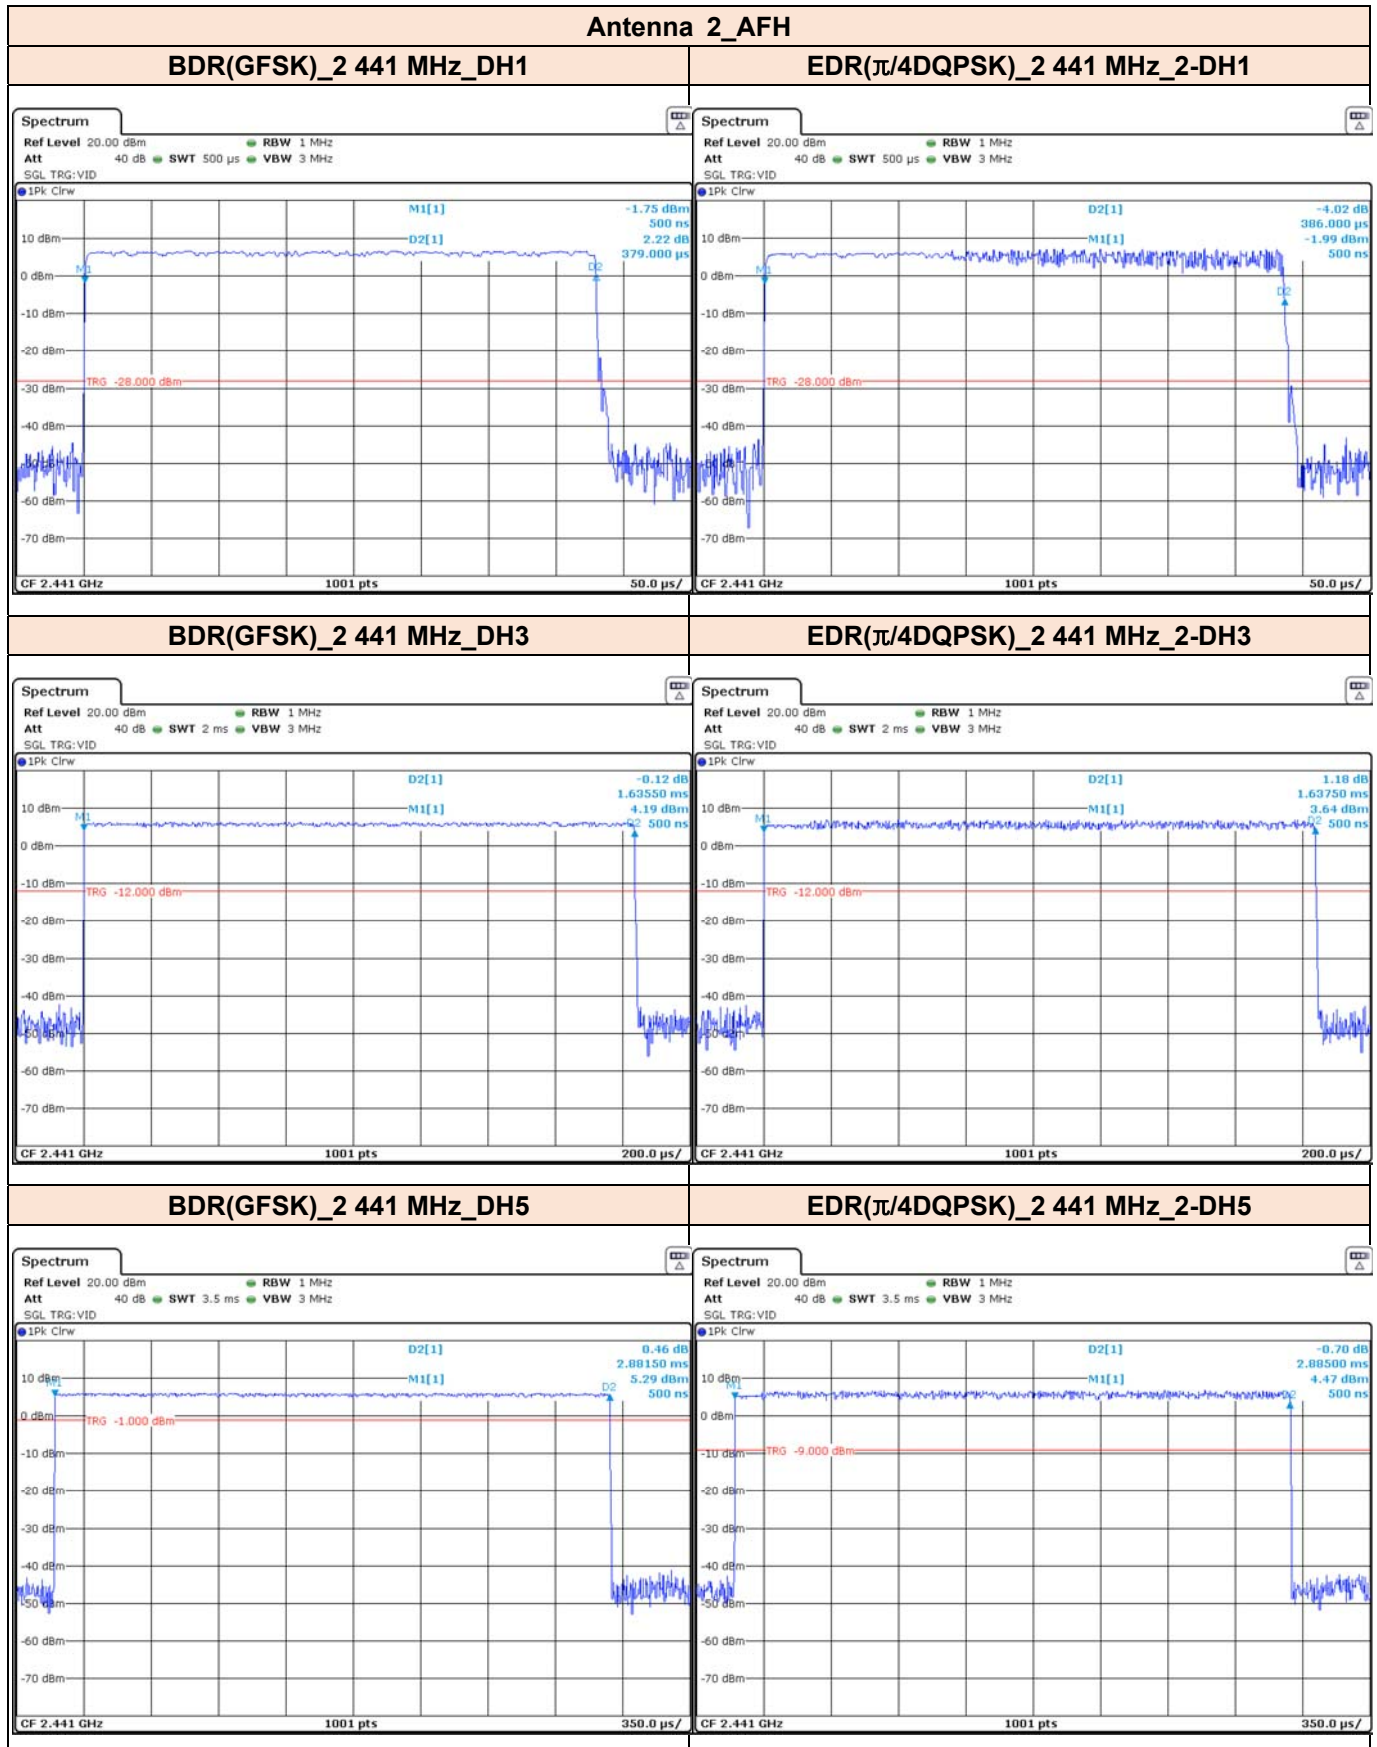 Antenna 2_AFH
BDR(GFSK)_2 441 MHz_DH1
EDR(π/4DQPSK)_2 441 MHz_2-DH1
Spectrum
Ref Level 20.00 dBm RBW 1 MHz
Att 40 dB SWT 500 µs VBW 3 MHz
SGL TRG:VID
1Pk Clrw
M1[1] -1.75 dBm
500 ns
D2[1] 2.22 dB
379.000 µs
10 dBm
M1
D2
0 dBm
-10 dBm
-20 dBm
TRG -28.000 dBm
-30 dBm
-40 dBm
-50 dBm
-60 dBm
-70 dBm
CF 2.441 GHz 1001 pts 50.0 µs/
Spectrum
Ref Level 20.00 dBm RBW 1 MHz
Att 40 dB SWT 500 µs VBW 3 MHz
SGL TRG:VID
1Pk Clrw
D2[1] -4.02 dB
386.000 µs
M1[1] -1.99 dBm
500 ns
10 dBm
M1
0 dBm
D2
-10 dBm
-20 dBm
TRG -28.000 dBm
-30 dBm
-40 dBm
-50 dBm
-60 dBm
-70 dBm
CF 2.441 GHz 1001 pts 50.0 µs/
BDR(GFSK)_2 441 MHz_DH3
EDR(π/4DQPSK)_2 441 MHz_2-DH3
Spectrum
Ref Level 20.00 dBm RBW 1 MHz
Att 40 dB SWT 2 ms VBW 3 MHz
SGL TRG:VID
1Pk Clrw
D2[1] -0.12 dB
1.63550 ms
M1[1] 4.19 dBm
500 ns
10 dBm
M1
D2
0 dBm
-10 dBm
TRG -12.000 dBm
-20 dBm
-30 dBm
-40 dBm
-50 dBm
-60 dBm
-70 dBm
CF 2.441 GHz 1001 pts 200.0 µs/
Spectrum
Ref Level 20.00 dBm RBW 1 MHz
Att 40 dB SWT 2 ms VBW 3 MHz
SGL TRG:VID
1Pk Clrw
D2[1] 1.18 dB
1.63750 ms
M1[1] 3.64 dBm
500 ns
10 dBm
M1
D2
0 dBm
-10 dBm
TRG -12.000 dBm
-20 dBm
-30 dBm
-40 dBm
-50 dBm
-60 dBm
-70 dBm
CF 2.441 GHz 1001 pts 200.0 µs/
BDR(GFSK)_2 441 MHz_DH5
EDR(π/4DQPSK)_2 441 MHz_2-DH5
Spectrum
Ref Level 20.00 dBm RBW 1 MHz
Att 40 dB SWT 3.5 ms VBW 3 MHz
SGL TRG:VID
1Pk Clrw
D2[1] 0.46 dB
2.88150 ms
M1[1] 5.29 dBm
500 ns
10 dBm
M1
D2
0 dBm
TRG -1.000 dBm
-10 dBm
-20 dBm
-30 dBm
-40 dBm
-50 dBm
-60 dBm
-70 dBm
CF 2.441 GHz 1001 pts 350.0 µs/
Spectrum
Ref Level 20.00 dBm RBW 1 MHz
Att 40 dB SWT 3.5 ms VBW 3 MHz
SGL TRG:VID
1Pk Clrw
D2[1] -0.70 dB
2.88500 ms
M1[1] 4.47 dBm
500 ns
10 dBm
M1
D2
0 dBm
-10 dBm
TRG -9.000 dBm
-20 dBm
-30 dBm
-40 dBm
-50 dBm
-60 dBm
-70 dBm
CF 2.441 GHz 1001 pts 350.0 µs/